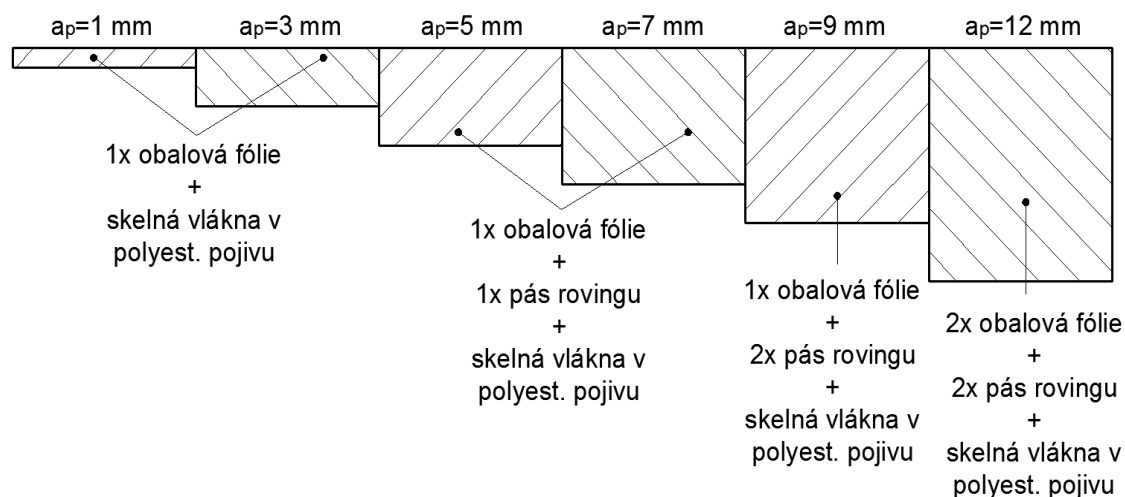 aₚ=1 mm
aₚ=3 mm
aₚ=5 mm
aₚ=7 mm
aₚ=9 mm
aₚ=12 mm
1x obalová fólie
+
skelná vlákna v
polyest. pojivu
1x obalová fólie
+
1x pás rovingu
+
skelná vlákna v
polyest. pojivu
1x obalová fólie
+
2x pás rovingu
+
skelná vlákna v
polyest. pojivu
2x obalová fólie
+
2x pás rovingu
+
skelná vlákna v
polyest. pojivu